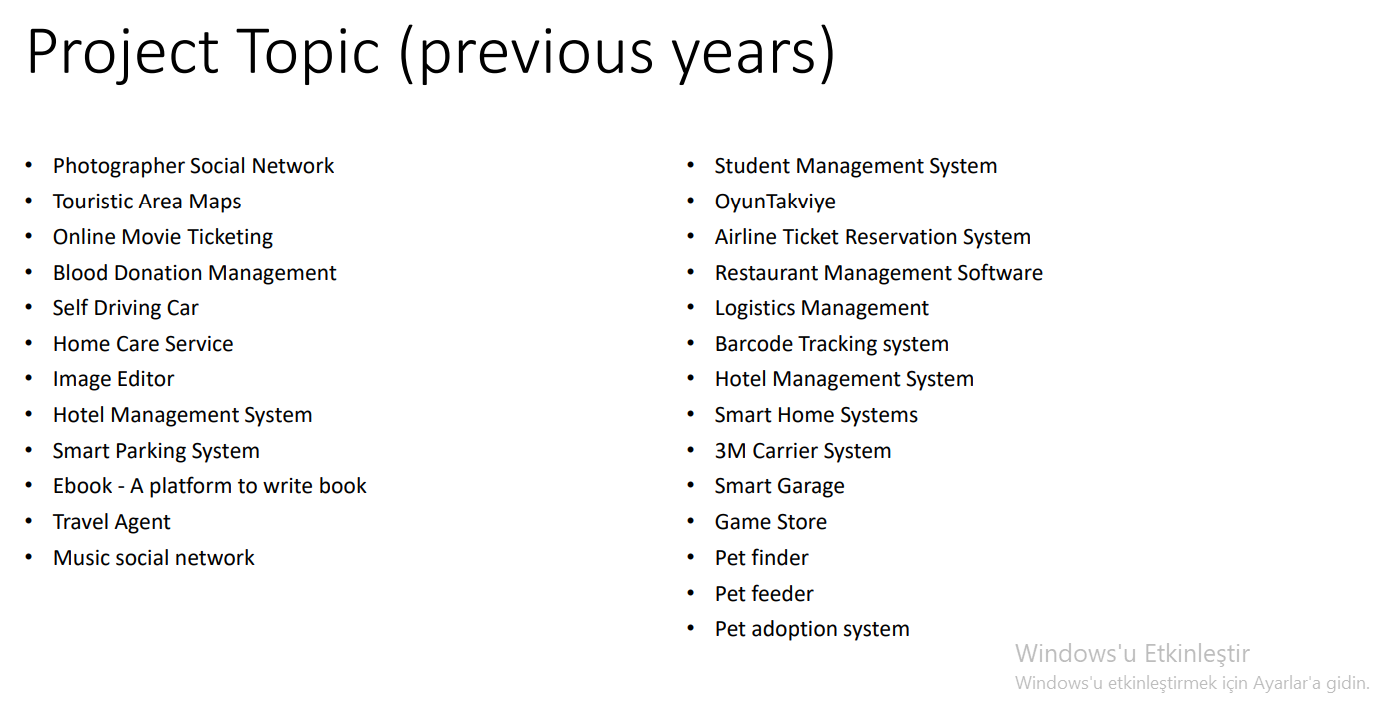 Project Topic (previous years)
• Photographer Social Network
• Touristic Area Maps
• Online Movie Ticketing
• Blood Donation Management
• Self Driving Car
• Home Care Service
• Image Editor
• Hotel Management System
• Smart Parking System
• Ebook - A platform to write book
• Travel Agent
• Music social network
• Student Management System
• OyunTakviye
• Airline Ticket Reservation System
• Restaurant Management Software
• Logistics Management
• Barcode Tracking system
• Hotel Management System
• Smart Home Systems
• 3M Carrier System
• Smart Garage
• Game Store
• Pet finder
• Pet feeder
• Pet adoption system
Windows'u Etkinleştir
Windows'u etkinleştirmek için Ayarlar'a gidin.